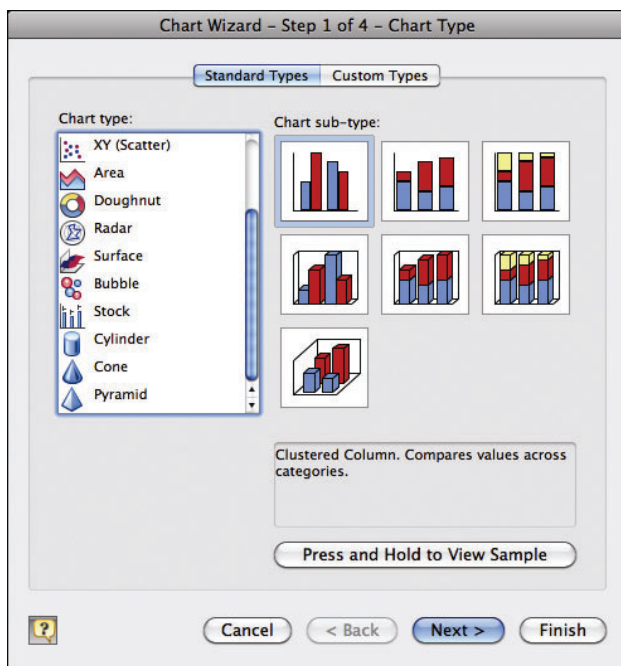 Chart Wizard – Step 1 of 4 – Chart Type
Standard Types
Custom Types
Chart type:
XY (Scatter)
Area
Doughnut
Radar
Surface
Bubble
Stock
Cylinder
Cone
Pyramid
Chart sub-type:
Clustered Column. Compares values across
categories.
Press and Hold to View Sample
?
Cancel
< Back
Next >
Finish